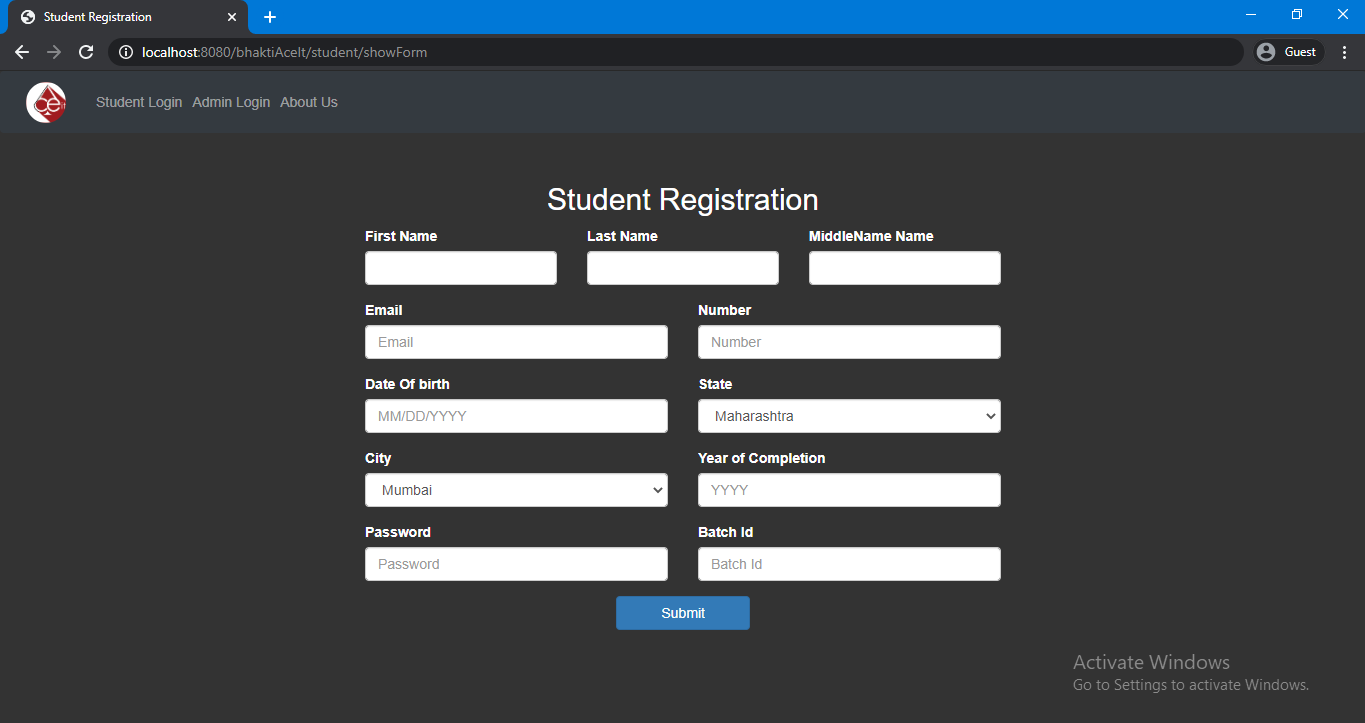 Student Registration
localhost:8080/bhaktiAceIt/student/showForm
Guest
Student Login Admin Login About Us
Student Registration
First Name Last Name MiddleName Name
Email Number
Email Number
Date Of birth State
MM/DD/YYYY Maharashtra
City Year of Completion
Mumbai YYYY
Password Batch Id
Password Batch Id
Submit
Activate Windows
Go to Settings to activate Windows.